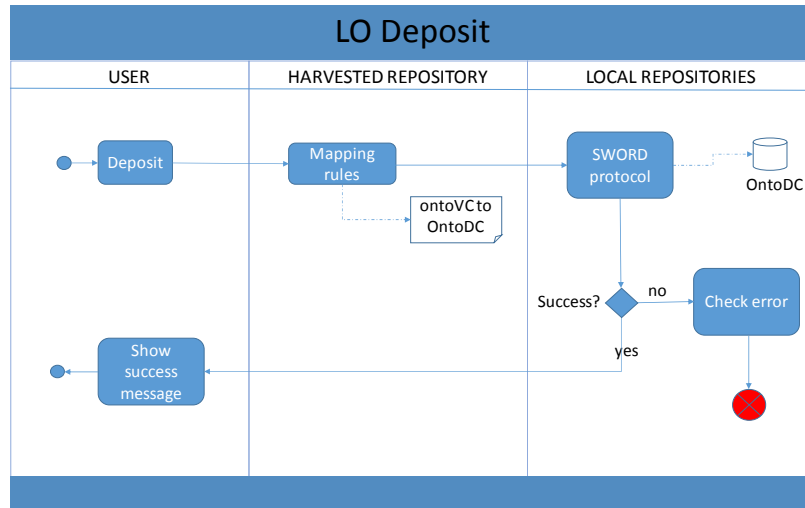 LO Deposit
USER
HARVESTED REPOSITORY
LOCAL REPOSITORIES
Deposit
Mapping
rules
SWORD
protocol
OntoDC
ontoVC to
OntoDC
Success?
no
Check error
yes
Show
success
message